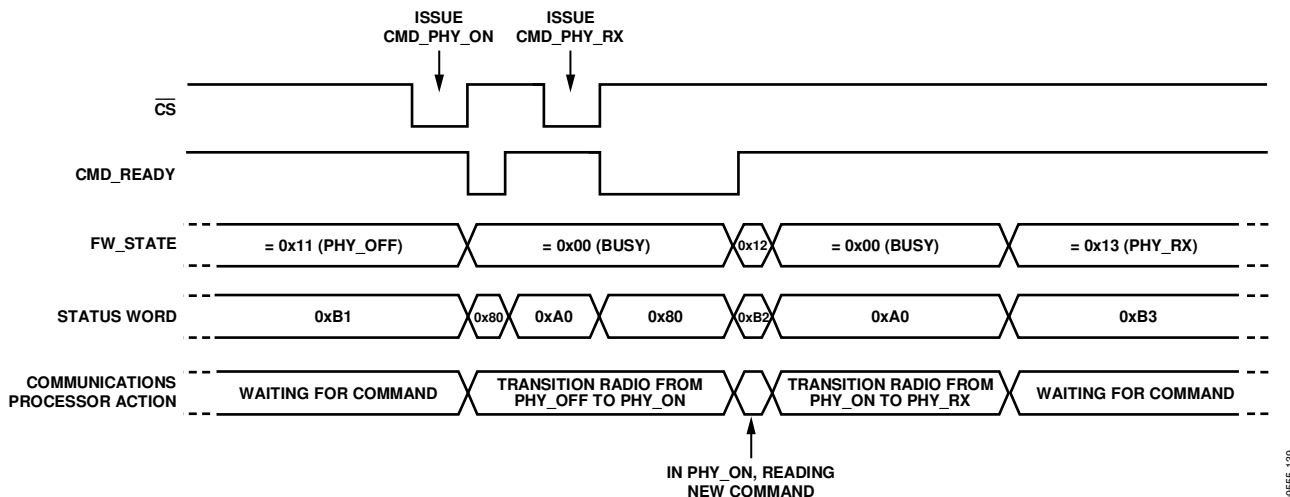 ISSUE
CMD_PHY_ON
ISSUE
CMD_PHY_RX
CS
CMD_READY
FW_STATE
= 0x11 (PHY_OFF)
= 0x00 (BUSY)
0x12
= 0x00 (BUSY)
= 0x13 (PHY_RX)
STATUS WORD
0xB1
0x80
0xA0
0x80
0xB2
0xA0
0xB3
COMMUNICATIONS
PROCESSOR ACTION
WAITING FOR COMMAND
TRANSITION RADIO FROM
PHY_OFF TO PHY_ON
TRANSITION RADIO FROM
PHY_ON TO PHY_RX
WAITING FOR COMMAND
IN PHY_ON, READING
NEW COMMAND